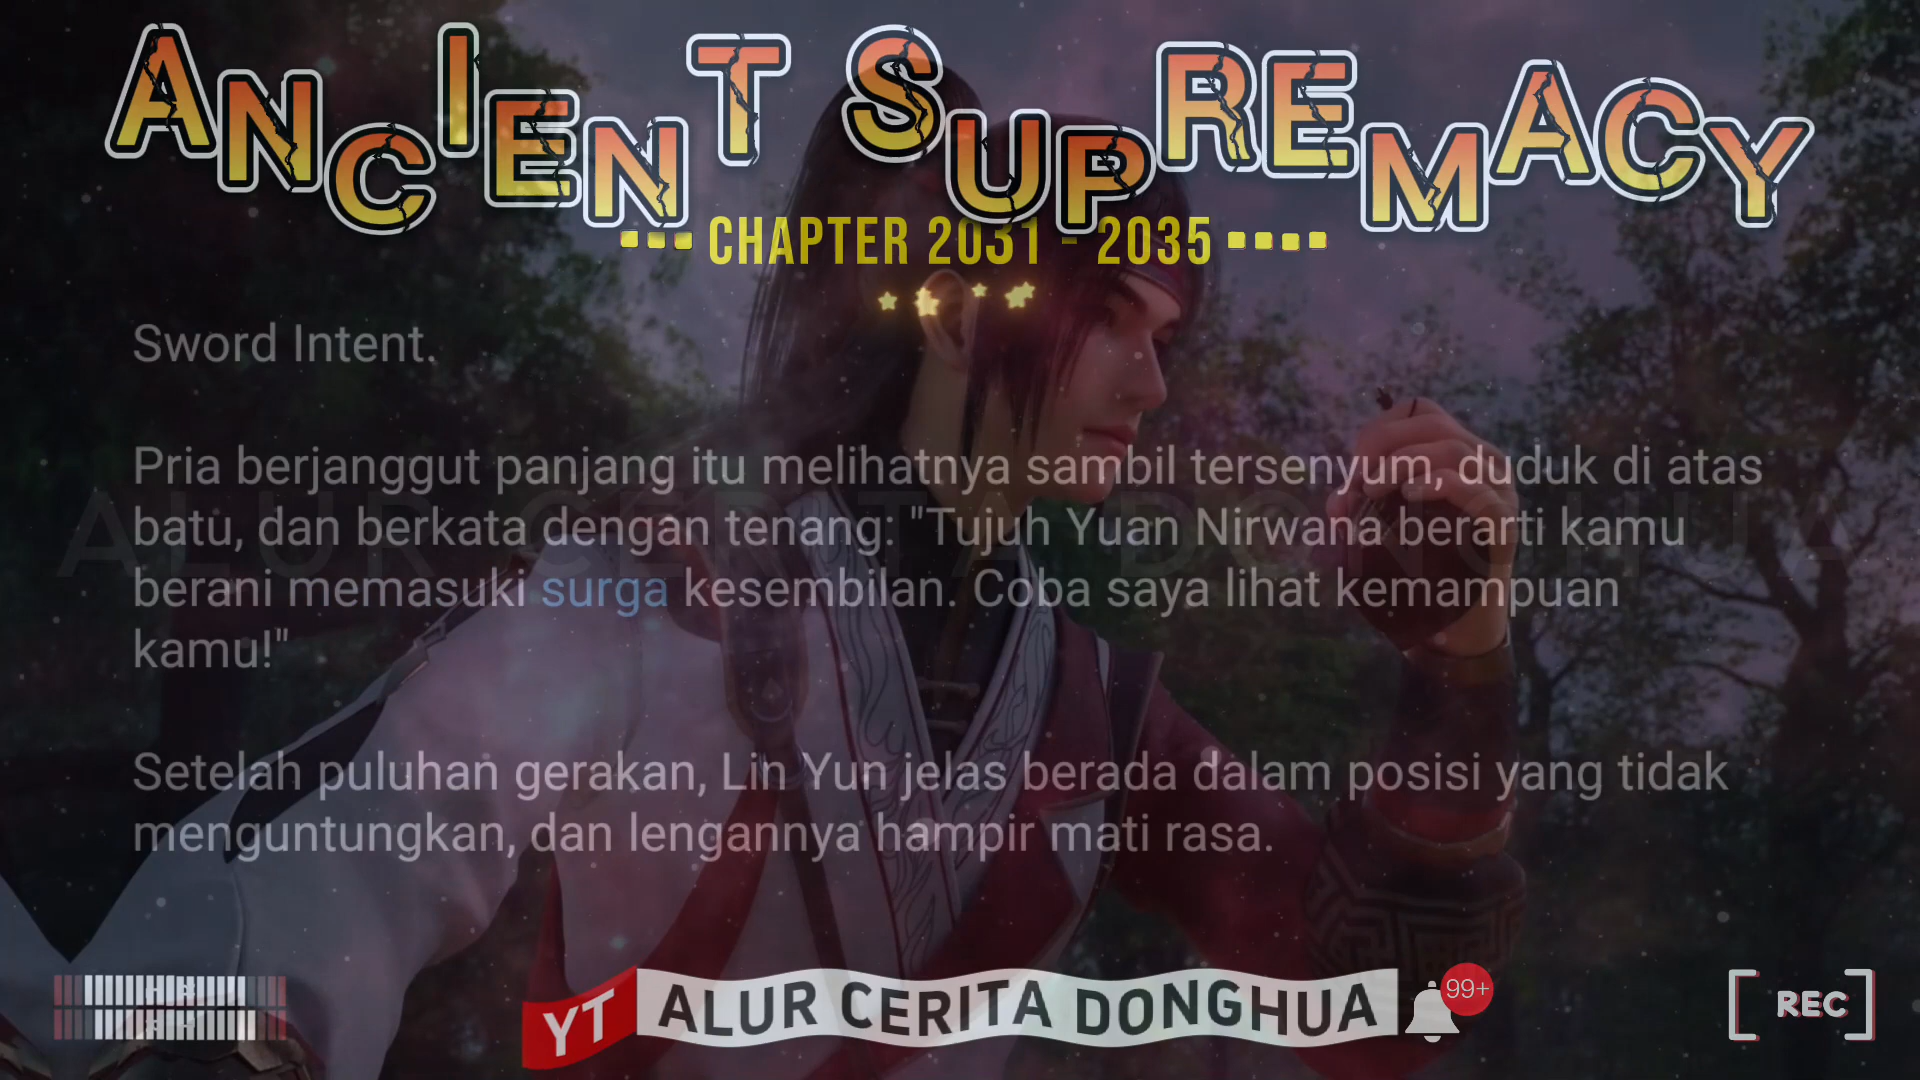 ANCIENT SUPREMACY
CHAPTER 2031 - 2035
Sword Intent.
Pria berjanggut panjang itu melihatnya sambil tersenyum, duduk di atas
batu, dan berkata dengan tenang: "Tujuh Yuan Nirwana berarti kamu
berani memasuki surga kesembilan. Coba saya lihat kemampuan
kamu!"
Setelah puluhan gerakan, Lin Yun jelas berada dalam posisi yang tidak
menguntungkan, dan lengannya hampir mati rasa.
ALUR CERITA DONGHUA
YT ALUR CERITA DONGHUA 99+
REC